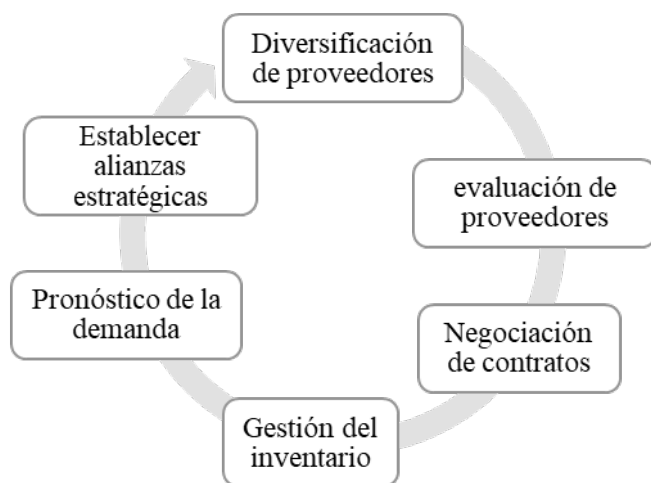 Diversificación
de proveedores
evaluación de
proveedores
Negociación
de contratos
Gestión del
inventario
Pronóstico de la
demanda
Establecer
alianzas
estratégicas